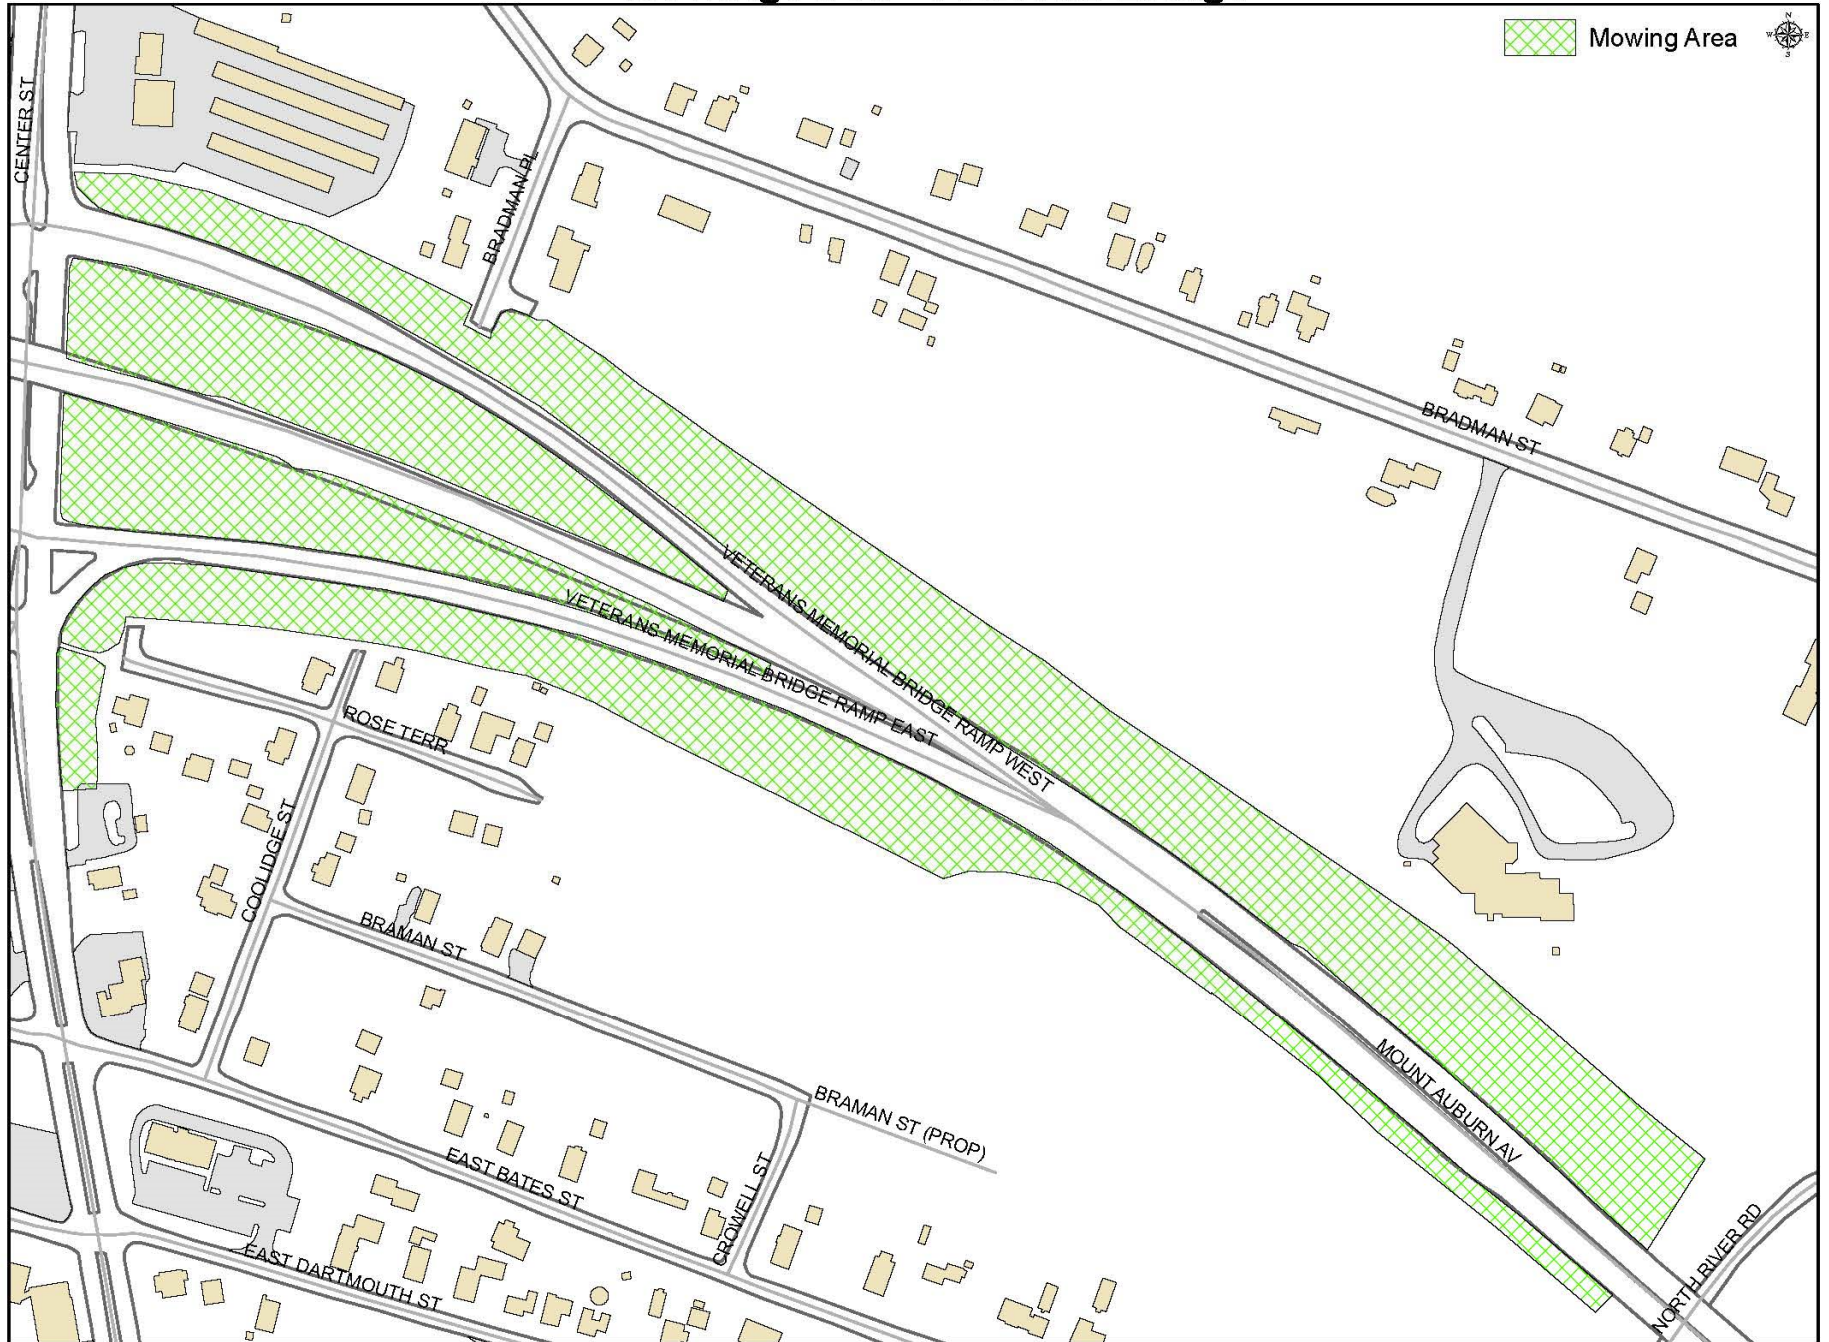 Mowing Area
N
W
E
S
CENTER ST
BRADMAN PL
BRADMAN ST
VETERANS MEMORIAL BRIDGE RAMP WEST
VETERANS MEMORIAL BRIDGE RAMP EAST
ROSE TERR
COOLIDGE ST
BRAMAN ST
BRAMAN ST (PROP)
MOUNT AUBURN AV
EAST BATES ST
CROWELL ST
NORTH RIVER RD
EAST DARTMOUTH ST